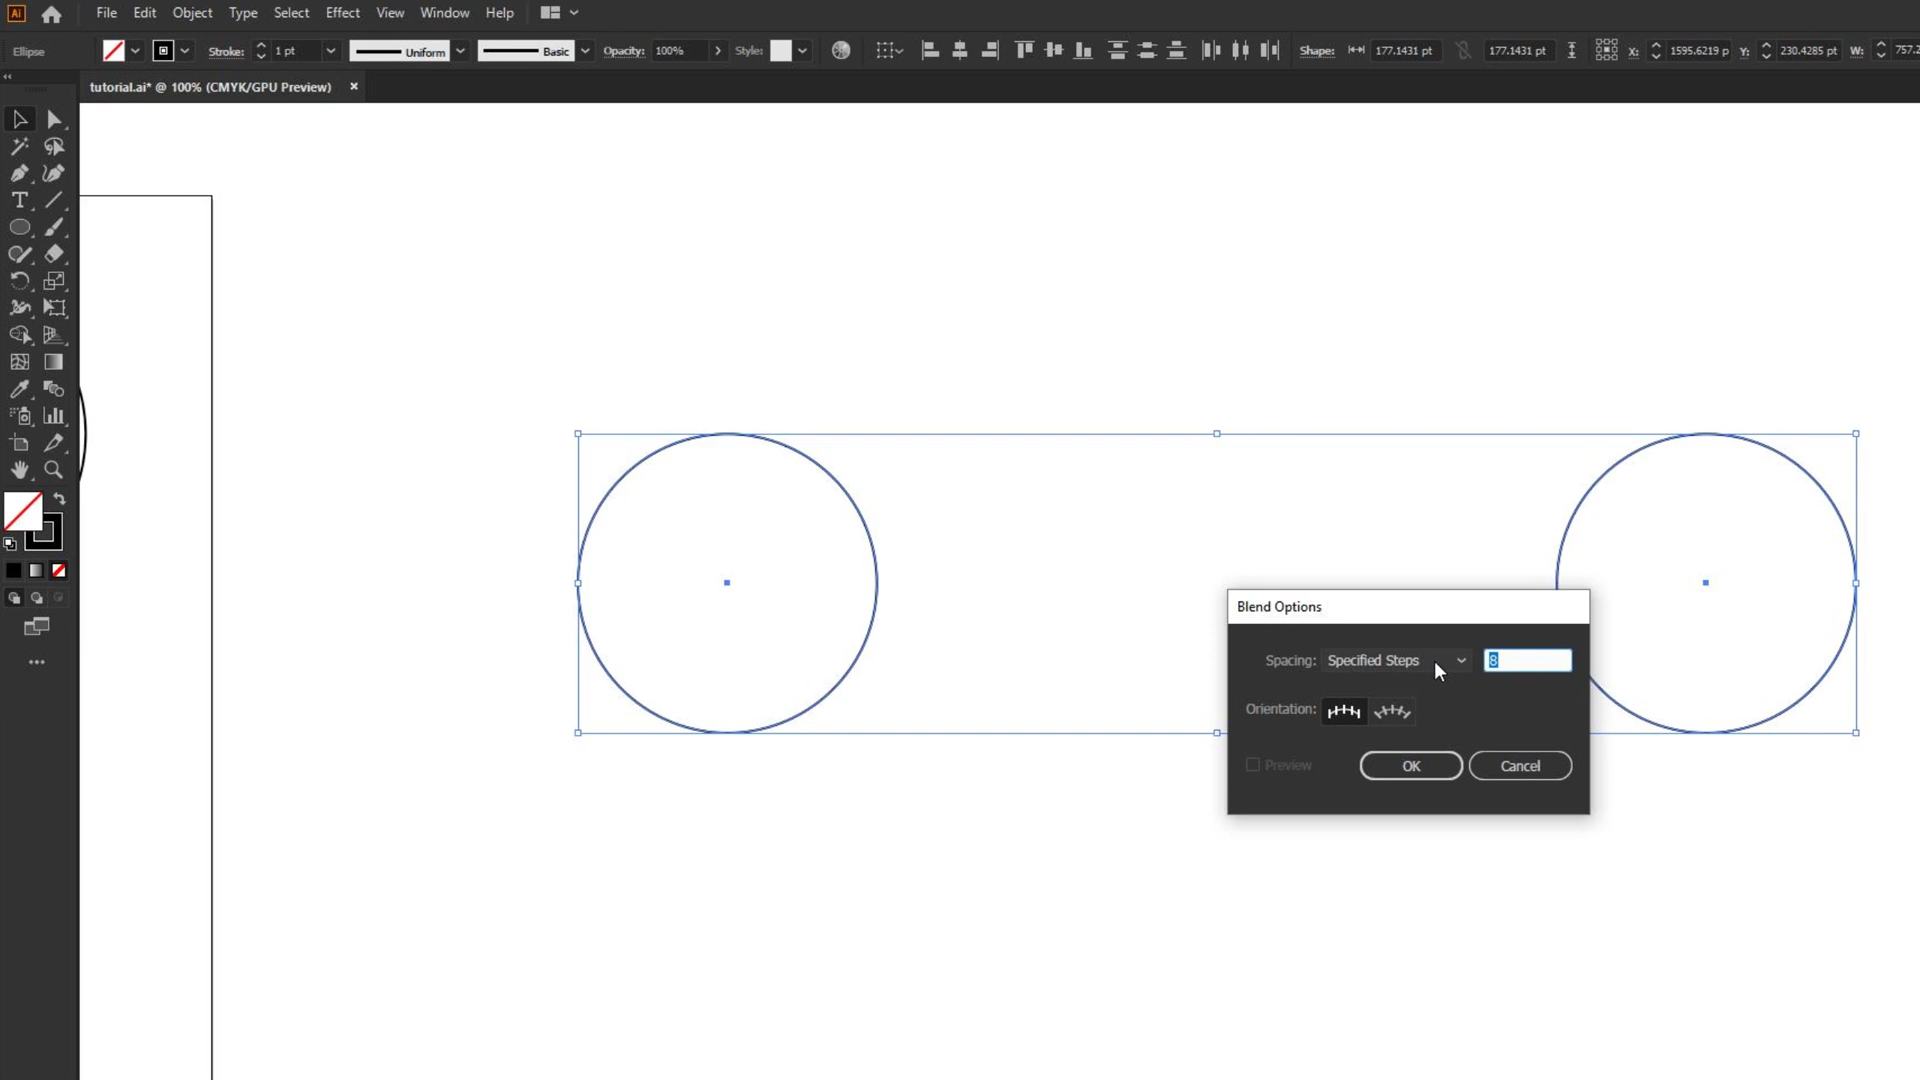 Ai File Edit Object Type Select Effect View Window Help
Ellipse Stroke: 1 pt Uniform Basic Opacity: 100% Style: Shape: 177.1431 pt 177.1431 pt X: 1595.6219 p Y: 230.4285 pt W: 757.2
tutorial.ai* @ 100% (CMYK/GPU Preview) ×
Blend Options
Spacing: Specified Steps 8
Orientation:
Preview OK Cancel